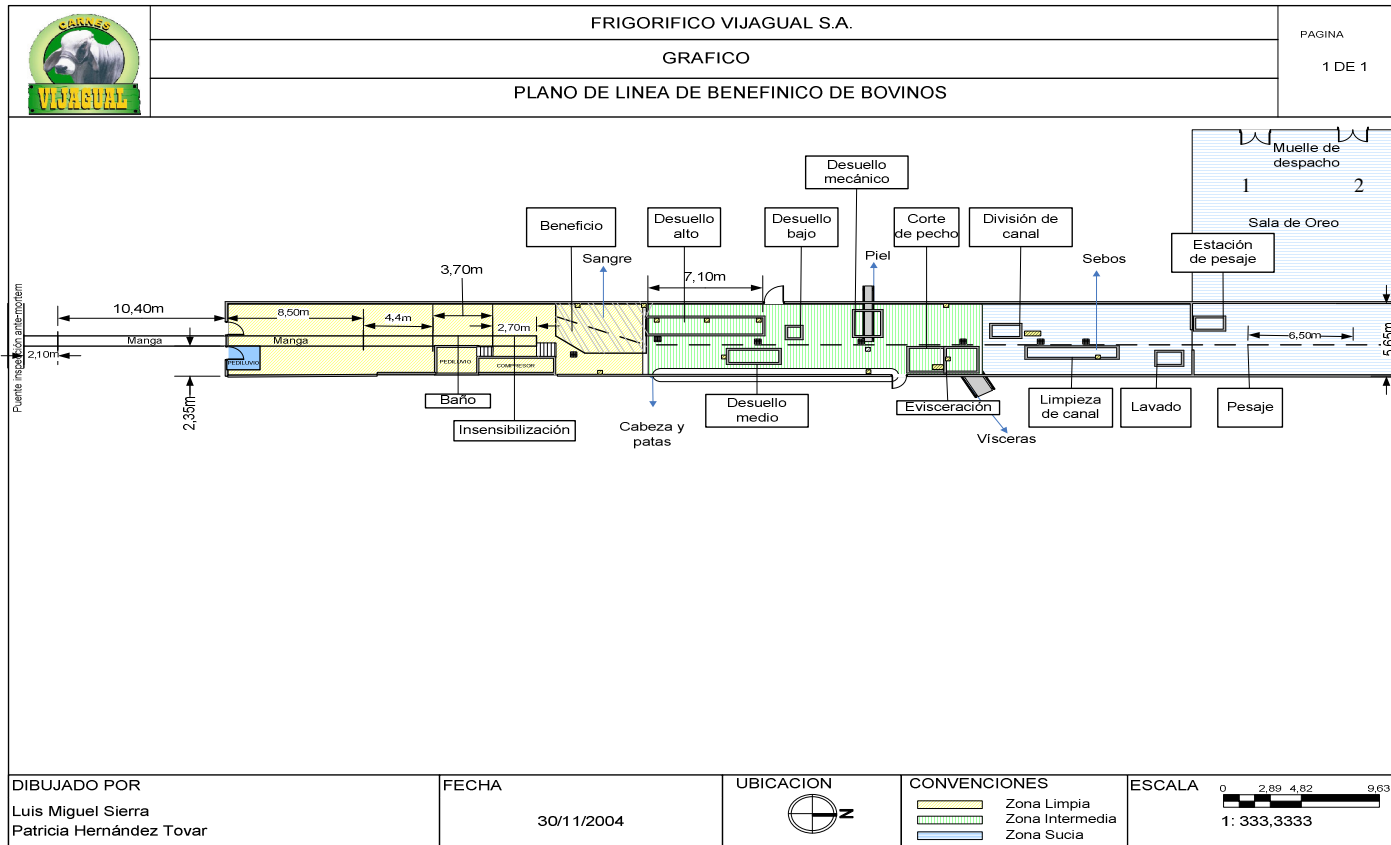 CARNES
VIJAGUAL
FRIGORIFICO VIJAGUAL S.A.
GRAFICO
PLANO DE LINEA DE BENEFINICO DE BOVINOS
PAGINA
1 DE 1
Muelle de
despacho
1
2
Sala de Oreo
Desuello
mecánico
Beneficio
Desuello
alto
Desuello
bajo
Corte
de pecho
División de
canal
Estación
de pesaje
Sangre
Piel
Sebos
3,70m
7,10m
10,40m
8,50m
4,4m
2,70m
6,50m
5,65m
Puente inspección ante-mortem
2,10m
Manga
Manga
PEDILUVIO
PEDILUVIO
COMPRESOR
2,35m
Baño
Insensibilización
Cabeza y
patas
Desuello
medio
Evisceración
Vísceras
Limpieza
de canal
Lavado
Pesaje
DIBUJADO POR
Luis Miguel Sierra
Patricia Hernández Tovar
FECHA
30/11/2004
UBICACION
N
CONVENCIONES
Zona Limpia
Zona Intermedia
Zona Sucia
ESCALA
0 2,89 4,82 9,63
1: 333,3333